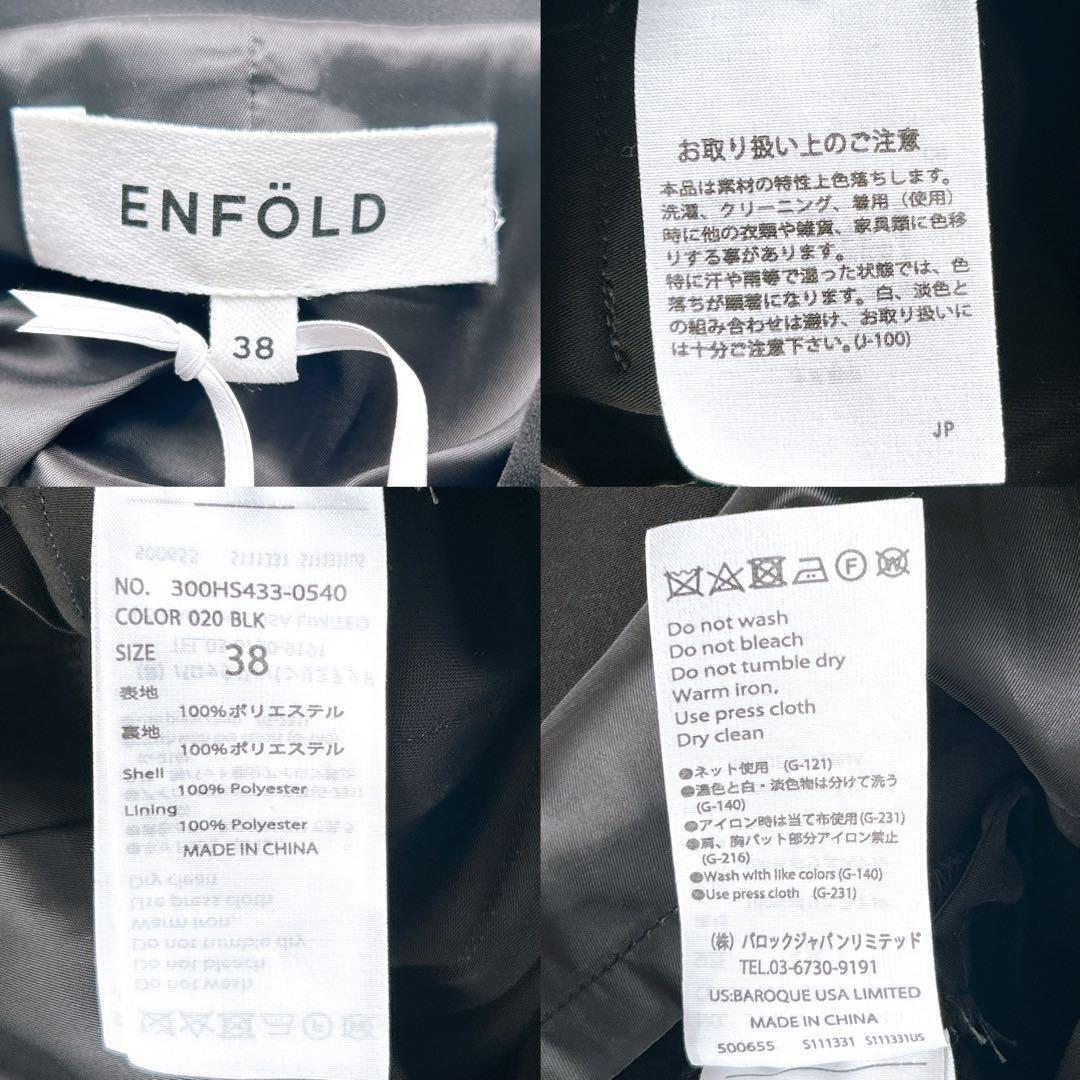 ENFÖLD
38
お取り扱い上のご注意
本品は素材の特性上色落ちします。
洗濯、クリーニング、着用（使用）
時に他の衣類や雑貨、家具類に色移
りする事があります。
特に汗や雨等で湿った状態では、色
落ちが顕著になります。白、淡色と
の組み合わせは避け、お取り扱いに
は十分ご注意下さい。(J-100)
JP
NO. 300HS433-0540
COLOR 020 BLK
SIZE 38
表地
100%ポリエステル
裏地
100%ポリエステル
Shell
100% Polyester
Lining
100% Polyester
MADE IN CHINA
Do not wash
Do not bleach
Do not tumble dry
Warm iron,
Use press cloth
Dry clean
●ネット使用 (G-121)
●濃色と白・淡色物は分けて洗う
(G-140)
●アイロン時は当て布使用(G-231)
●肩、胸パット部分アイロン禁止
(G-216)
●Wash with like colors (G-140)
●Use press cloth (G-231)
(株) バロックジャパンリミテッド
TEL.03-6730-9191
US:BAROQUE USA LIMITED
MADE IN CHINA
500655 S111331 S111331US